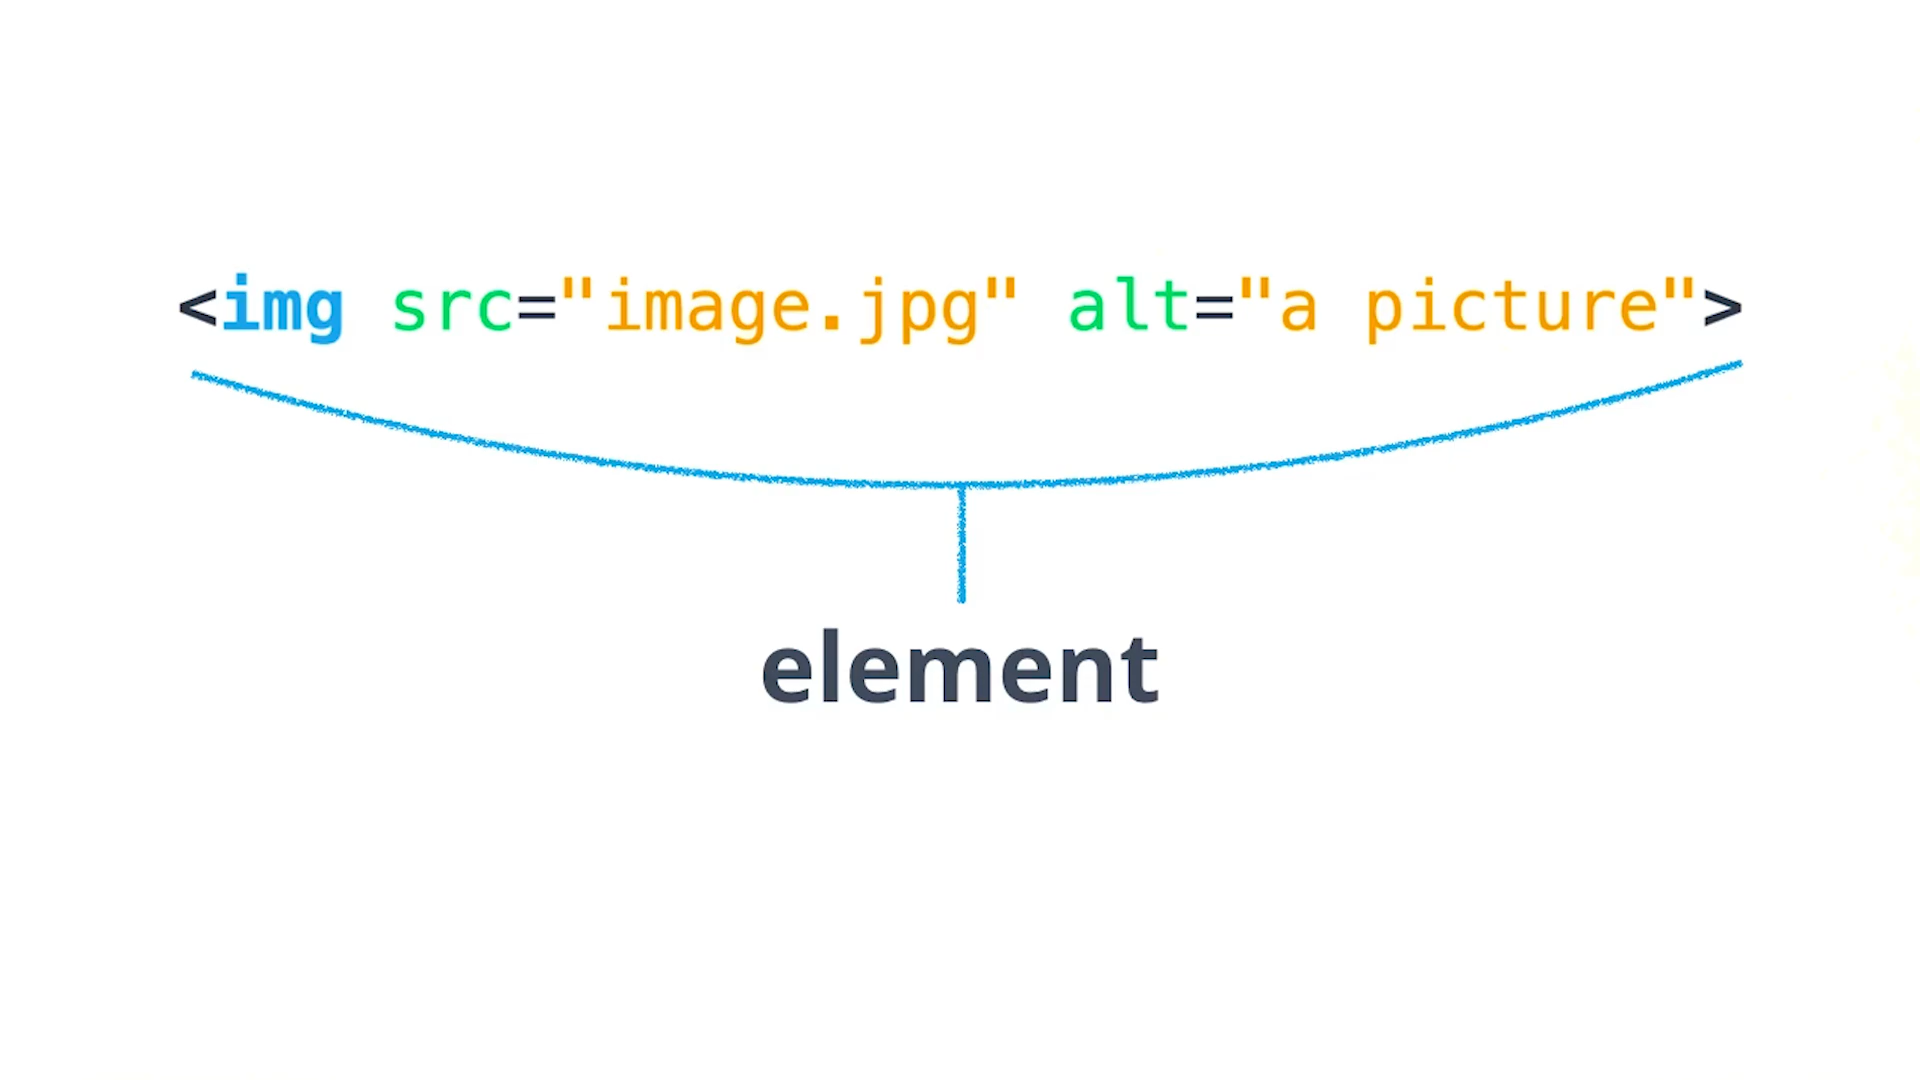 <img src="image.jpg" alt="a picture">
element